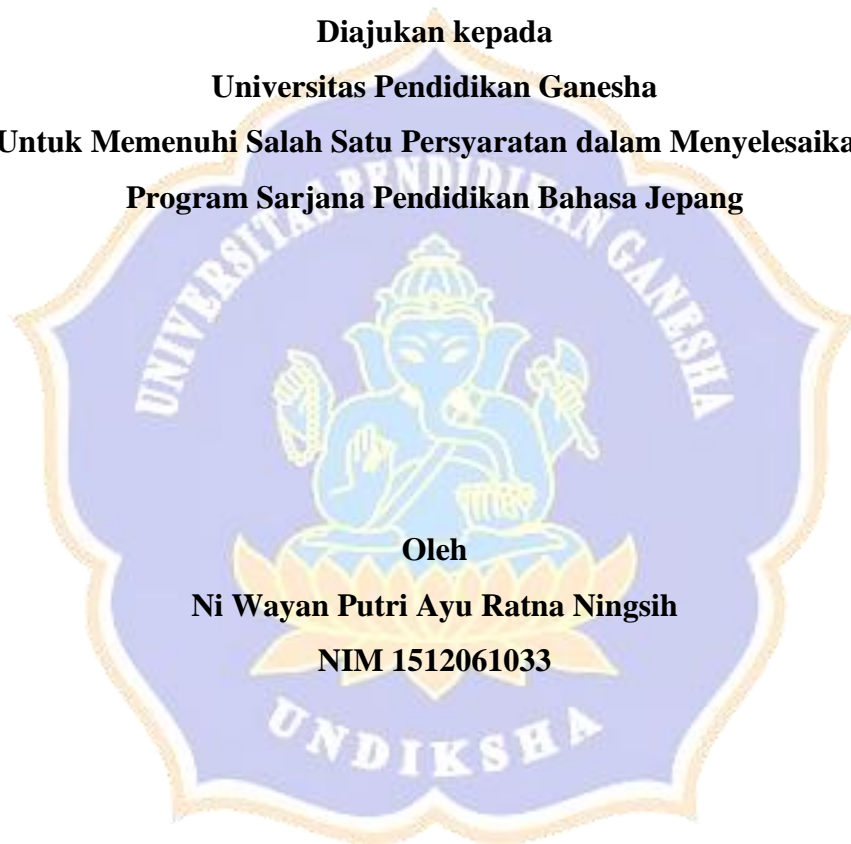 Diajukan kepada
Universitas Pendidikan Ganesha
Untuk Memenuhi Salah Satu Persyaratan dalam Menyelesaika
Program Sarjana Pendidikan Bahasa Jepang
UNIVERSITAS PENDIDIKAN GANESHA
Oleh
Ni Wayan Putri Ayu Ratna Ningsih
NIM 1512061033
UNDIKSHA